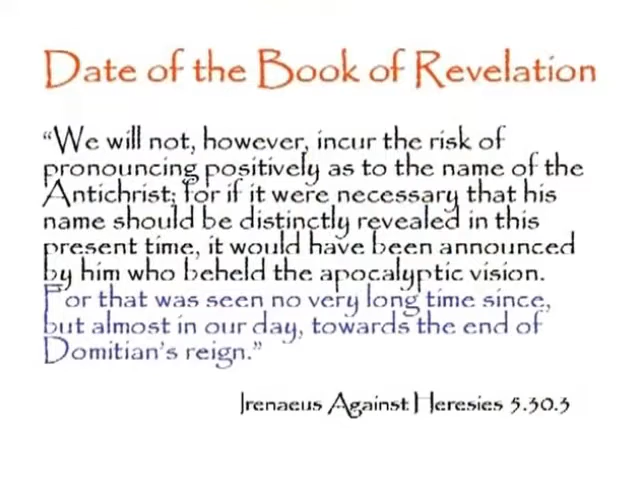 Date of the Book of Revelation
“We will not, however, incur the risk of
pronouncing positively as to the name of the
Antichrist; for if it were necessary that his
name should be distinctly revealed in this
present time, it would have been announced
by him who beheld the apocalyptic vision.
For that was seen no very long time since,
but almost in our day, towards the end of
Domitian’s reign.”
Irenaeus Against Heresies 5.30.3